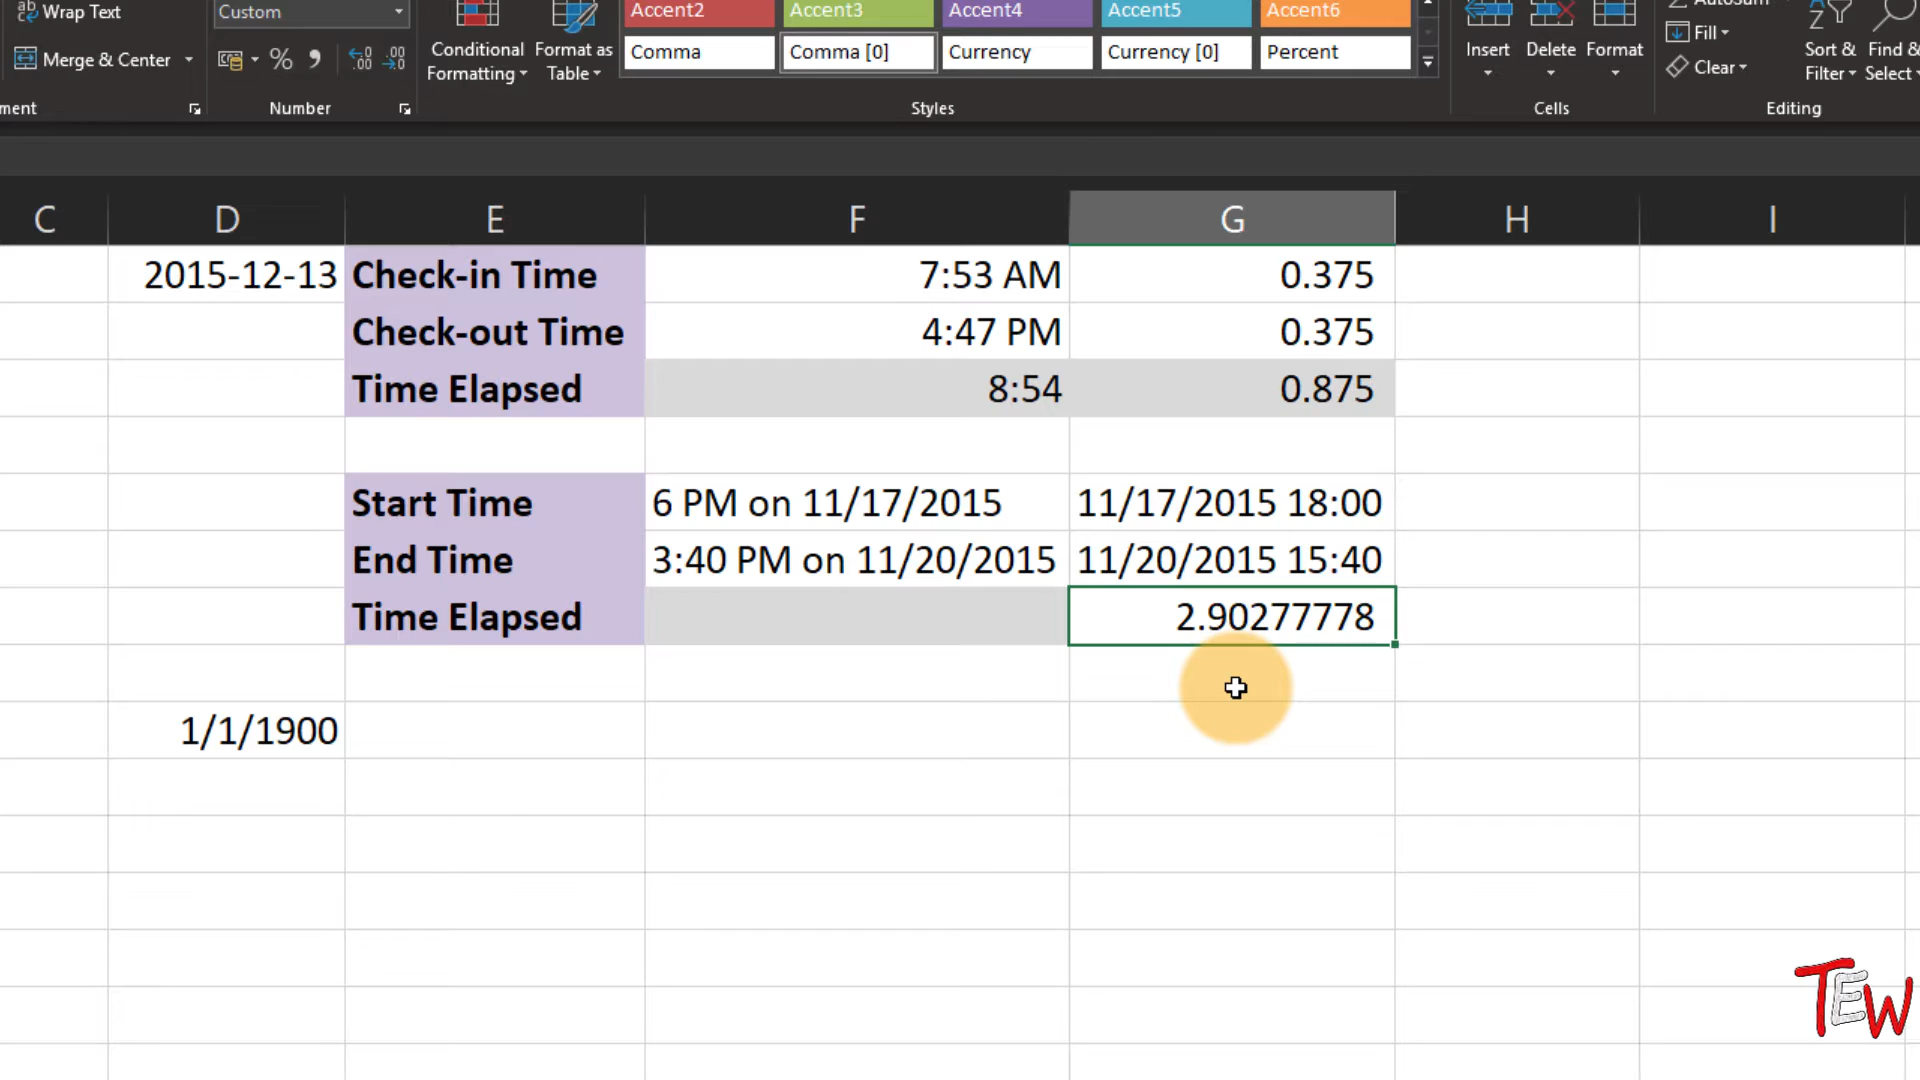 Wrap Text
Custom
Accent2 Accent3 Accent4 Accent5 Accent6
Merge & Center
Conditional Formatting
Format as Table
Comma Comma [0] Currency Currency [0] Percent
Insert Delete Format
Fill
Clear
Sort & Filter
Find & Select
ment Number Styles Cells Editing
C D E F G H I
2015-12-13 Check-in Time 7:53 AM 0.375
Check-out Time 4:47 PM 0.375
Time Elapsed 8:54 0.875
Start Time 6 PM on 11/17/2015 11/17/2015 18:00
End Time 3:40 PM on 11/20/2015 11/20/2015 15:40
Time Elapsed 2.90277778
1/1/1900
TEW